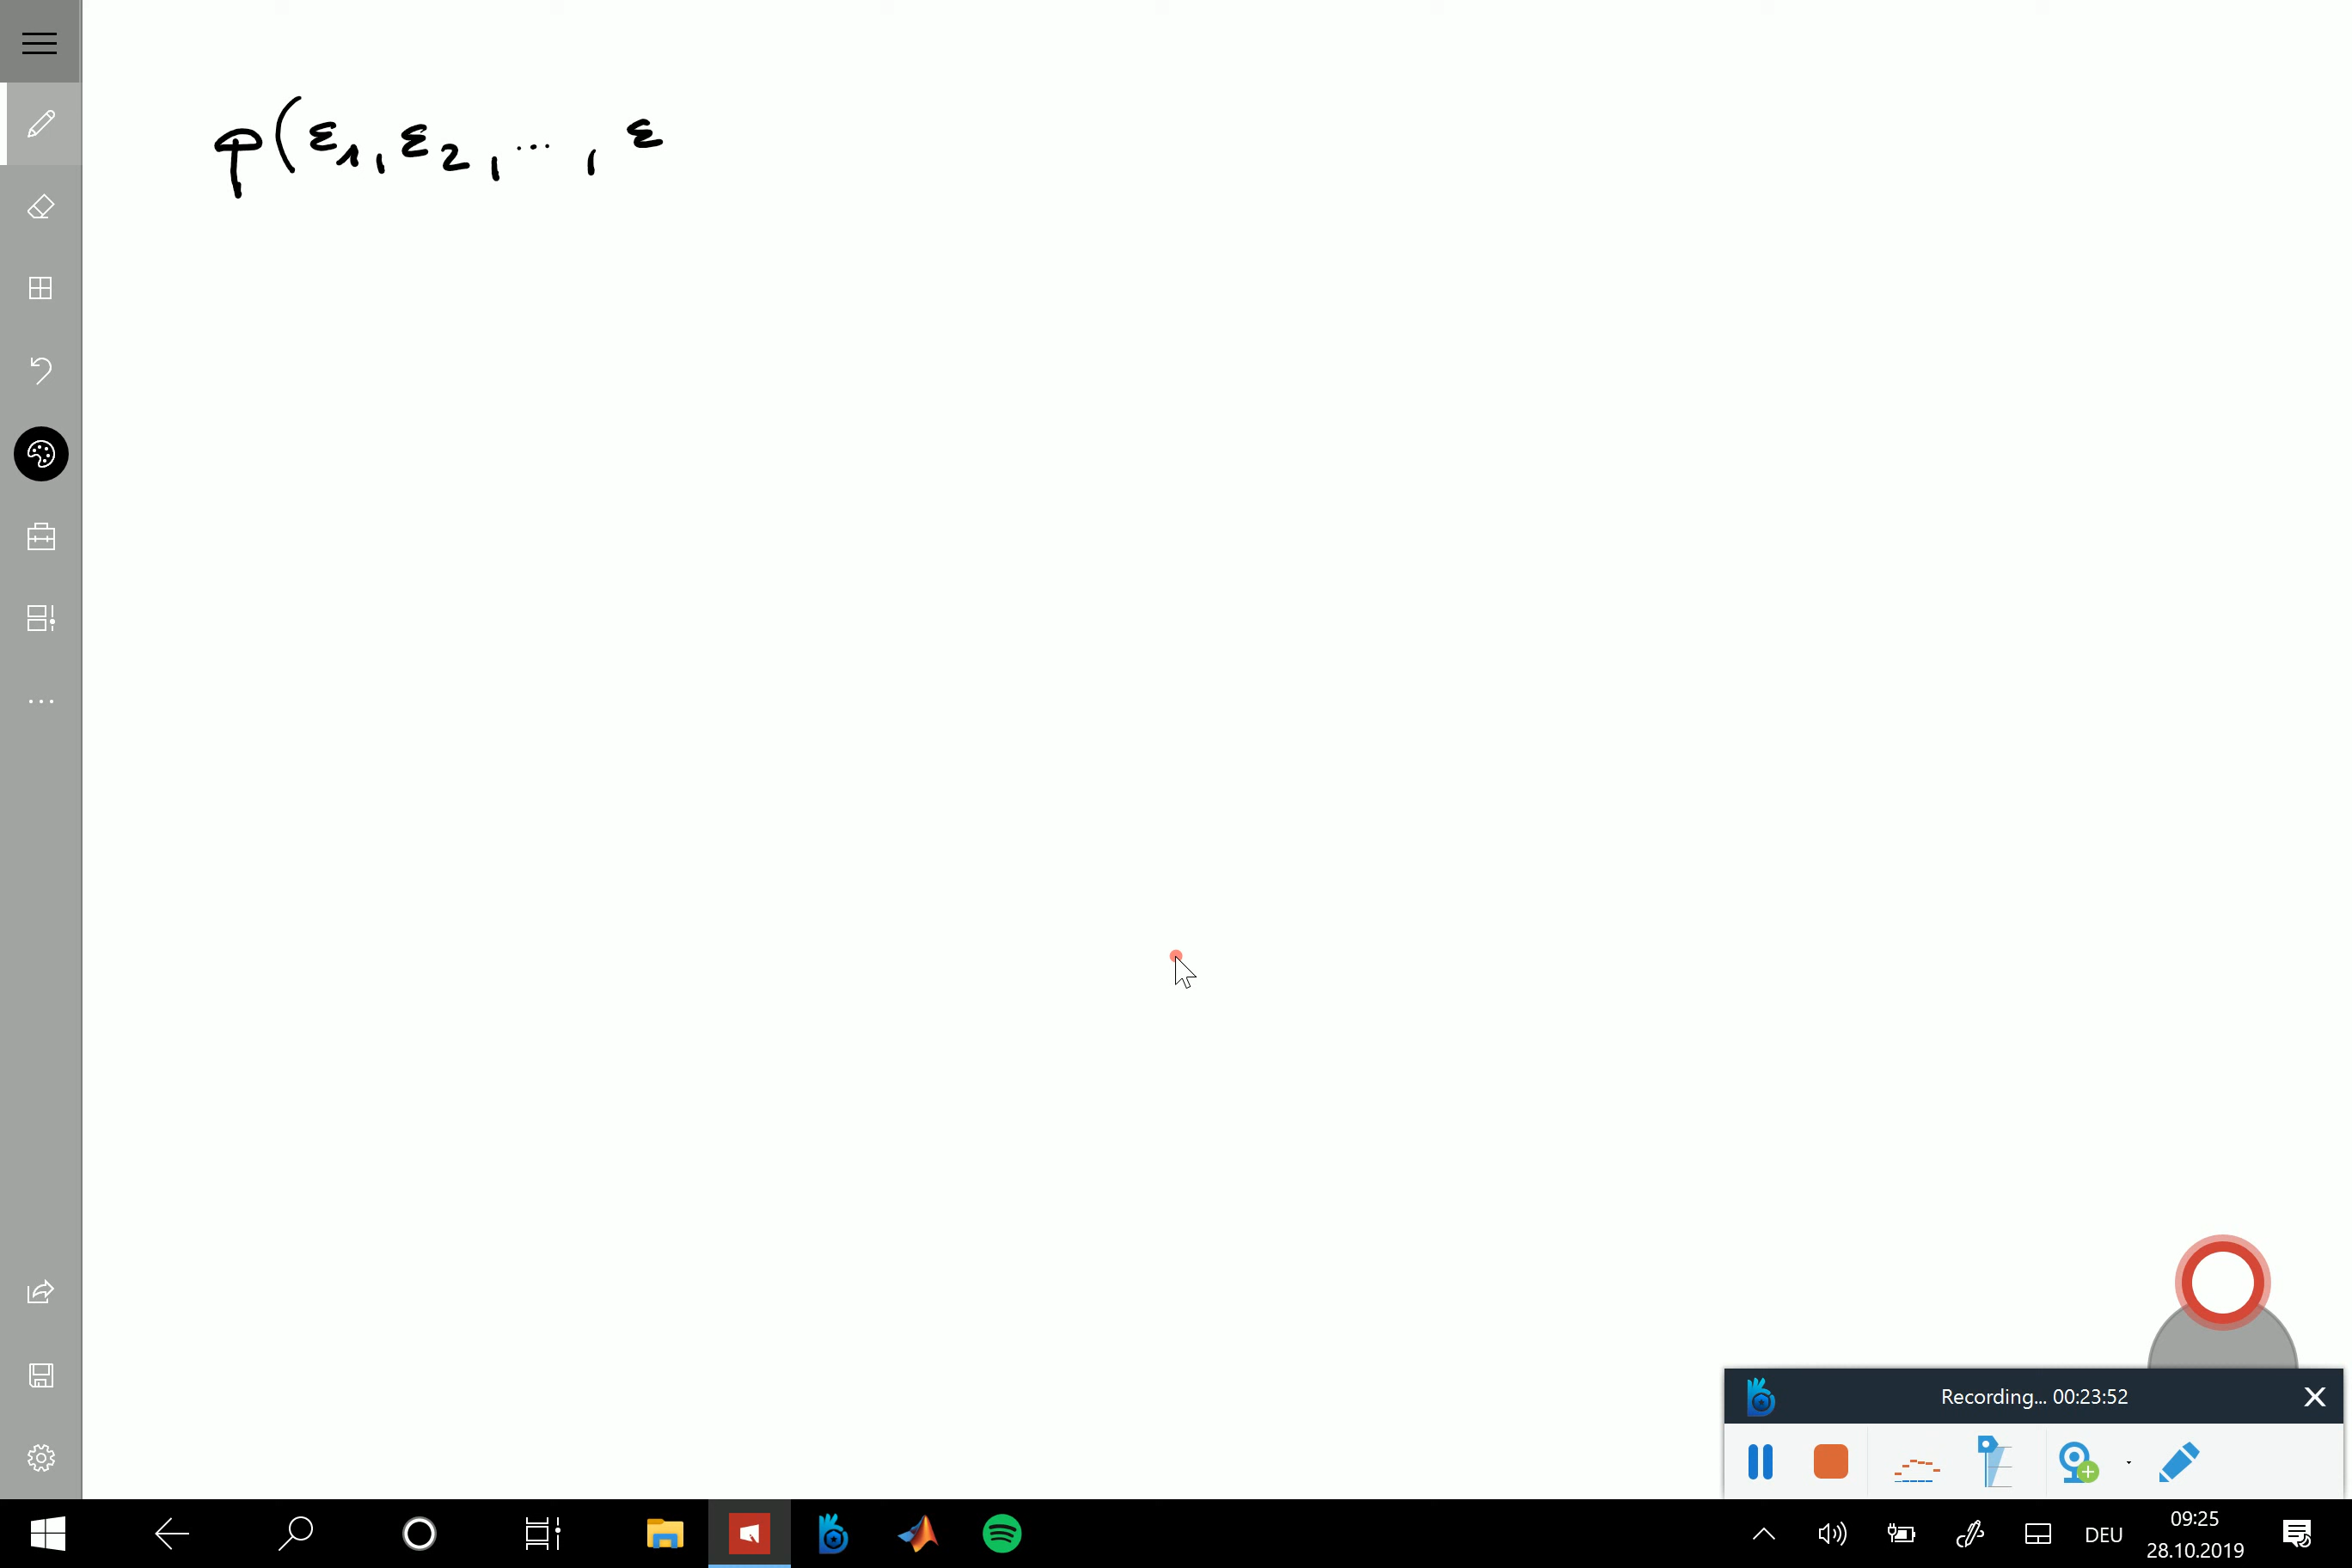 p(ε₁, ε₂, ..., ε
Recording... 00:23:52
DEU
09:25
28.10.2019